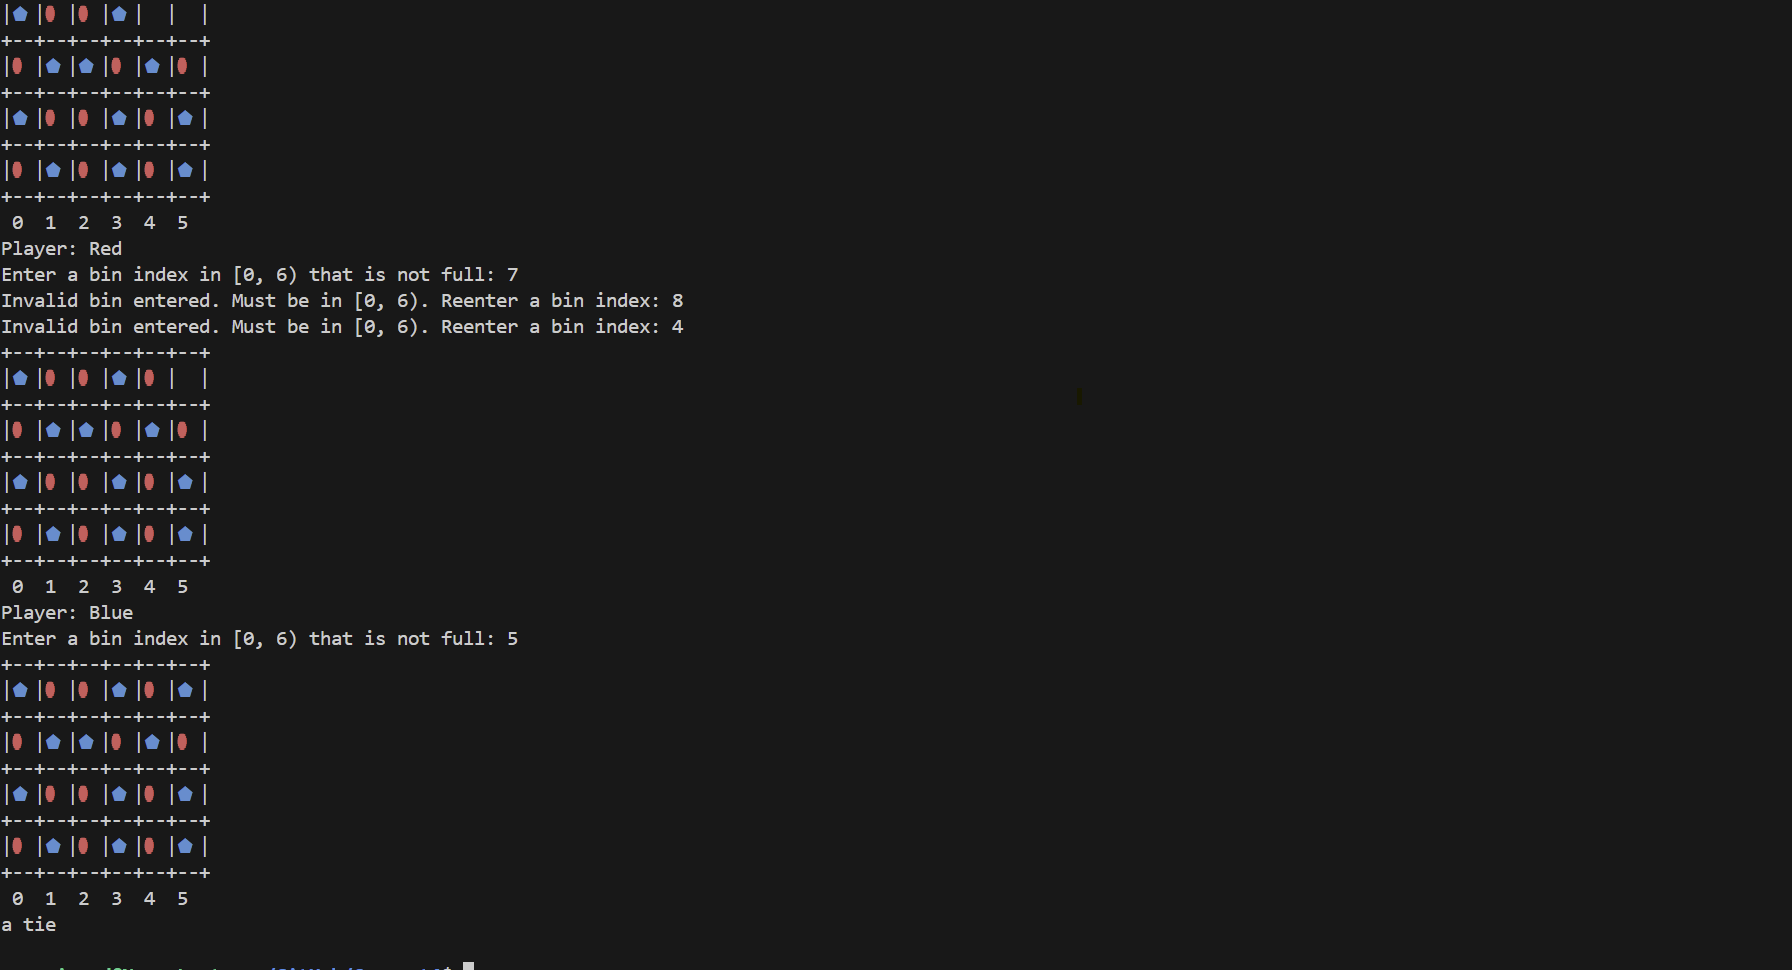 |⬟|⬮|⬮|⬟| | |
+--+--+--+--+--+--+
|⬮|⬟|⬟|⬮|⬟|⬮|
+--+--+--+--+--+--+
|⬟|⬮|⬮|⬟|⬮|⬟|
+--+--+--+--+--+--+
|⬮|⬟|⬮|⬟|⬮|⬟|
+--+--+--+--+--+--+
0 1 2 3 4 5
Player: Red
Enter a bin index in [0, 6) that is not full: 7
Invalid bin entered. Must be in [0, 6). Reenter a bin index: 8
Invalid bin entered. Must be in [0, 6). Reenter a bin index: 4
+--+--+--+--+--+--+
|⬟|⬮|⬮|⬟|⬮| |
+--+--+--+--+--+--+
|⬮|⬟|⬟|⬮|⬟|⬮|
+--+--+--+--+--+--+
|⬟|⬮|⬮|⬟|⬮|⬟|
+--+--+--+--+--+--+
|⬮|⬟|⬮|⬟|⬮|⬟|
+--+--+--+--+--+--+
0 1 2 3 4 5
Player: Blue
Enter a bin index in [0, 6) that is not full: 5
+--+--+--+--+--+--+
|⬟|⬮|⬮|⬟|⬮|⬟|
+--+--+--+--+--+--+
|⬮|⬟|⬟|⬮|⬟|⬮|
+--+--+--+--+--+--+
|⬟|⬮|⬮|⬟|⬮|⬟|
+--+--+--+--+--+--+
|⬮|⬟|⬮|⬟|⬮|⬟|
+--+--+--+--+--+--+
0 1 2 3 4 5
a tie